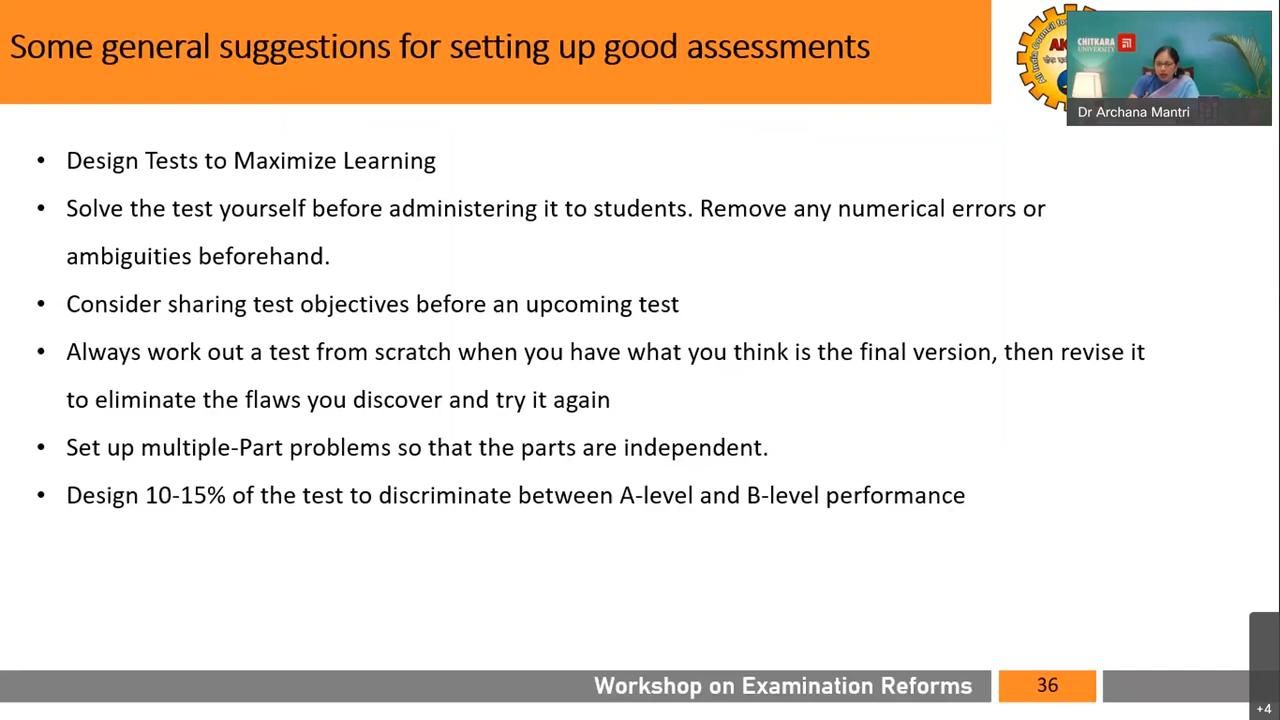 Some general suggestions for setting up good assessments
CHITKARA
UNIVERSITY
Dr Archana Mantri
• Design Tests to Maximize Learning
• Solve the test yourself before administering it to students. Remove any numerical errors or
ambiguities beforehand.
• Consider sharing test objectives before an upcoming test
• Always work out a test from scratch when you have what you think is the final version, then revise it
to eliminate the flaws you discover and try it again
• Set up multiple-Part problems so that the parts are independent.
• Design 10-15% of the test to discriminate between A-level and B-level performance
Workshop on Examination Reforms
36
+4